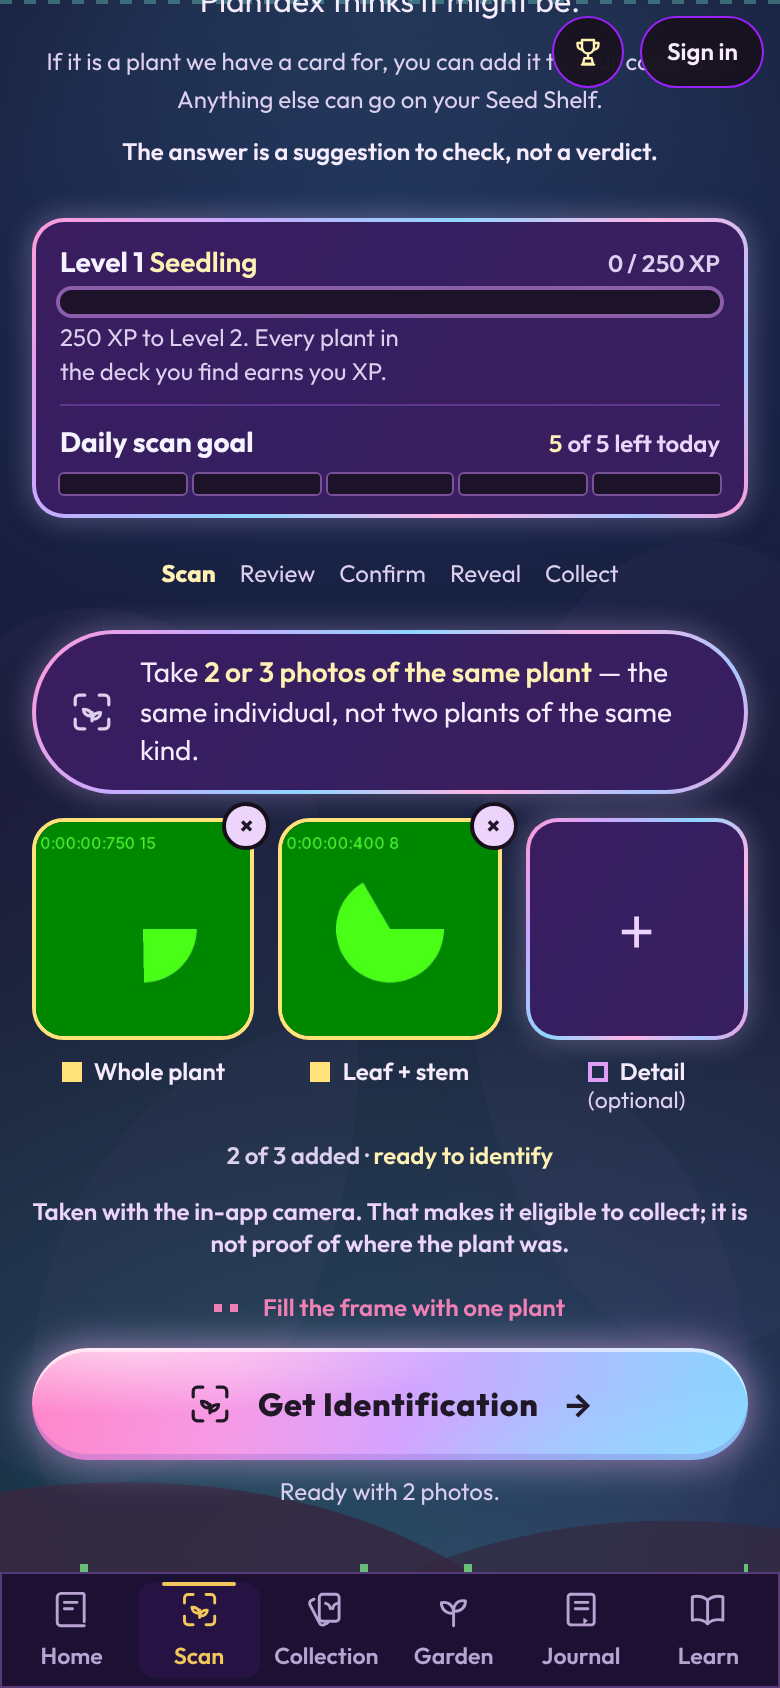 Plantdex thinks it might be.
Sign in
If it is a plant we have a card for, you can add it
Anything else can go on your Seed Shelf.
The answer is a suggestion to check, not a verdict.
Level 1 Seedling
0 / 250 XP
250 XP to Level 2. Every plant in
the deck you find earns you XP.
Daily scan goal
5 of 5 left today
Scan Review Confirm Reveal Collect
Take 2 or 3 photos of the same plant — the
same individual, not two plants of the same
kind.
0:00:00:750 15
0:00:00:400 8
Whole plant
Leaf + stem
Detail
(optional)
2 of 3 added · ready to identify
Taken with the in-app camera. That makes it eligible to collect; it is
not proof of where the plant was.
Fill the frame with one plant
Get Identification →
Ready with 2 photos.
Home
Scan
Collection
Garden
Journal
Learn